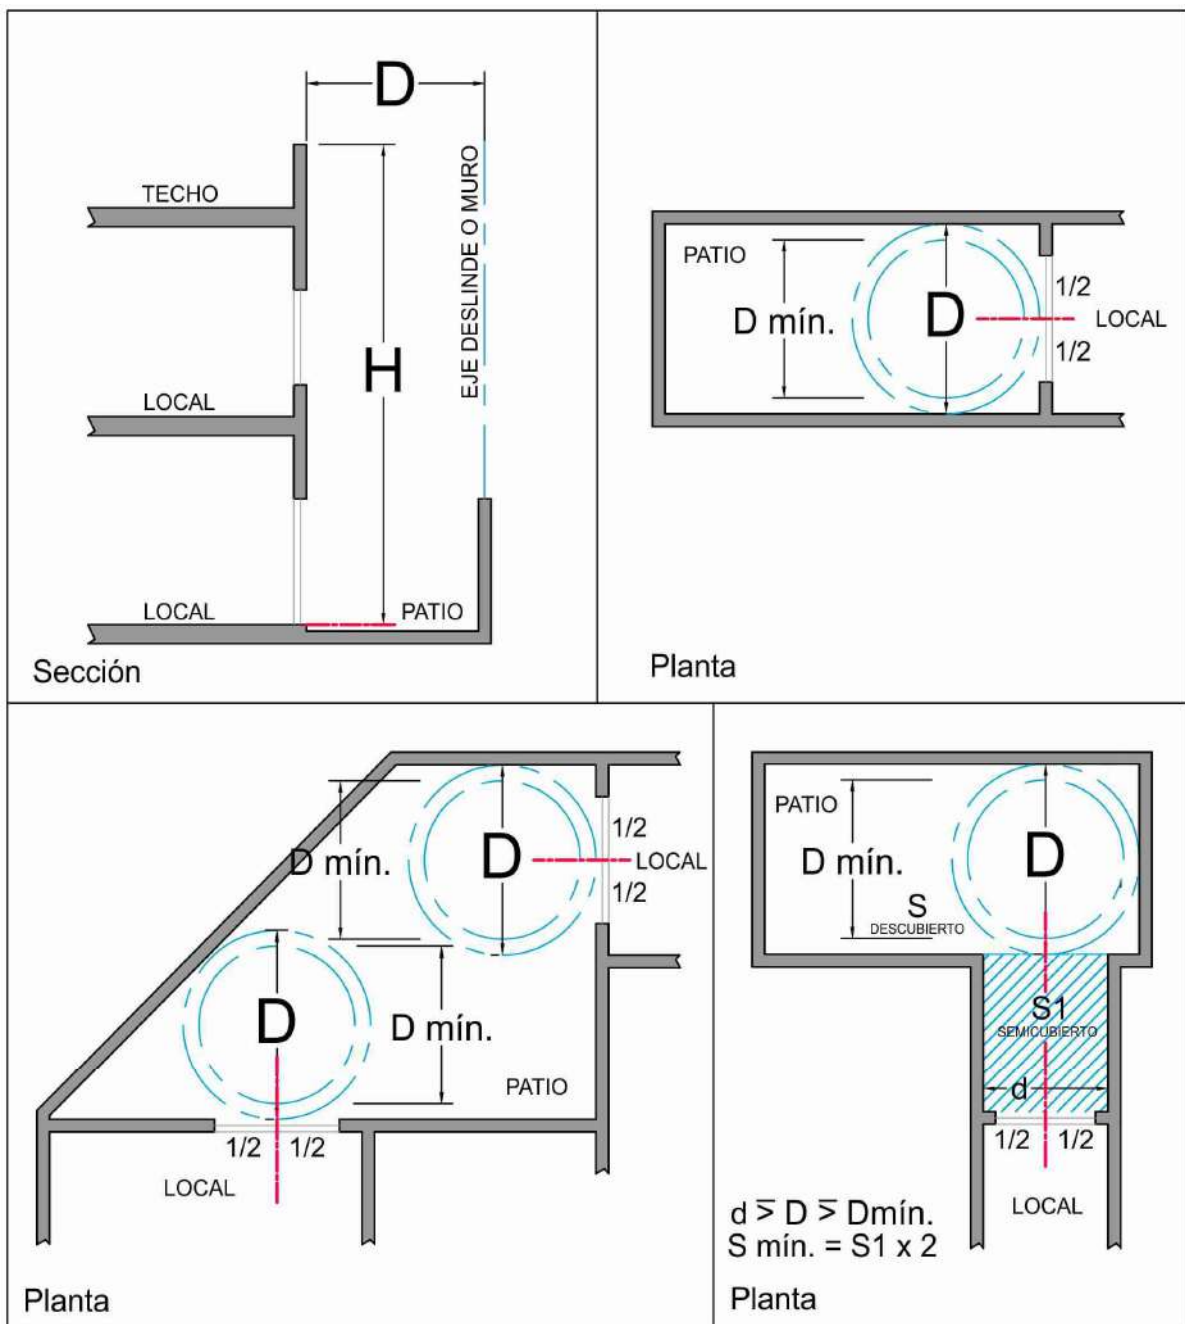 D
TECHO
EJE DESLINDE O MURO
H
LOCAL
LOCAL
PATIO
Sección
PATIO
D mín.
D
1/2
LOCAL
1/2
Planta
D mín.
D
1/2
LOCAL
1/2
D
D mín.
PATIO
1/2 1/2
LOCAL
Planta
PATIO
D mín.
D
S
DESCUBIERTO
S1
SEMICUBIERTO
d
1/2 1/2
LOCAL
d ⋝ D ⋝ Dmín.
S mín. = S1 x 2
Planta